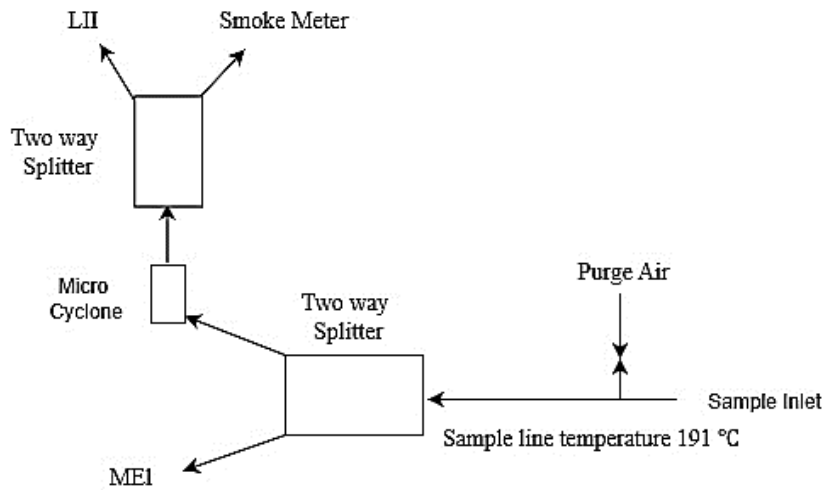 LII
Smoke Meter
Two way
Splitter
Micro
Cyclone
Two way
Splitter
Purge Air
Sample Inlet
Sample line temperature 191 ℃
MEl